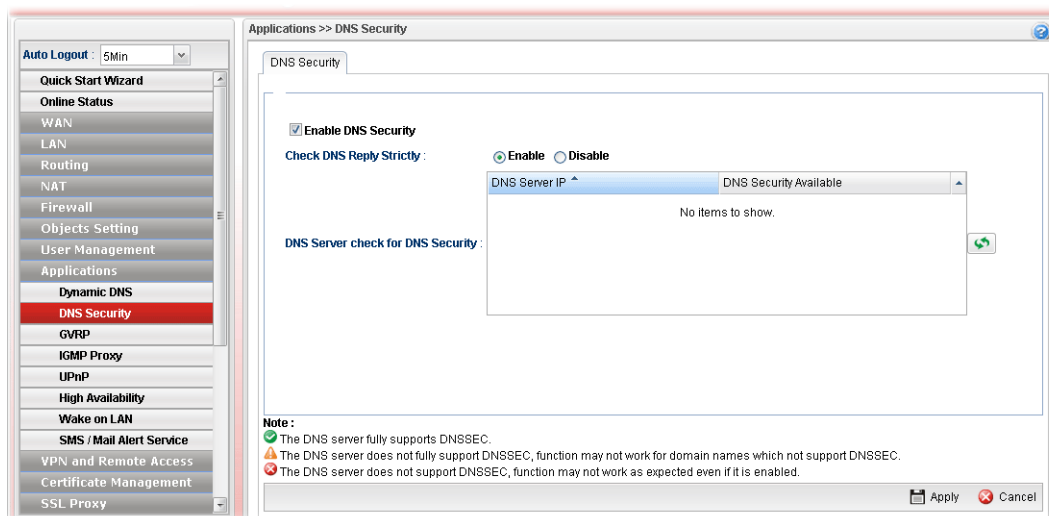 Applications >> DNS Security
Auto Logout : 5Min
Quick Start Wizard
Online Status
WAN
LAN
Routing
NAT
Firewall
Objects Setting
User Management
Applications
Dynamic DNS
DNS Security
GVRP
IGMP Proxy
UPnP
High Availability
Wake on LAN
SMS / Mail Alert Service
VPN and Remote Access
Certificate Management
SSL Proxy
DNS Security
Enable DNS Security
Check DNS Reply Strictly : Enable Disable
DNS Server IP DNS Security Available
No items to show.
DNS Server check for DNS Security :
Note :
The DNS server fully supports DNSSEC.
The DNS server does not fully support DNSSEC, function may not work for domain names which not support DNSSEC.
The DNS server does not support DNSSEC, function may not work as expected even if it is enabled.
Apply Cancel